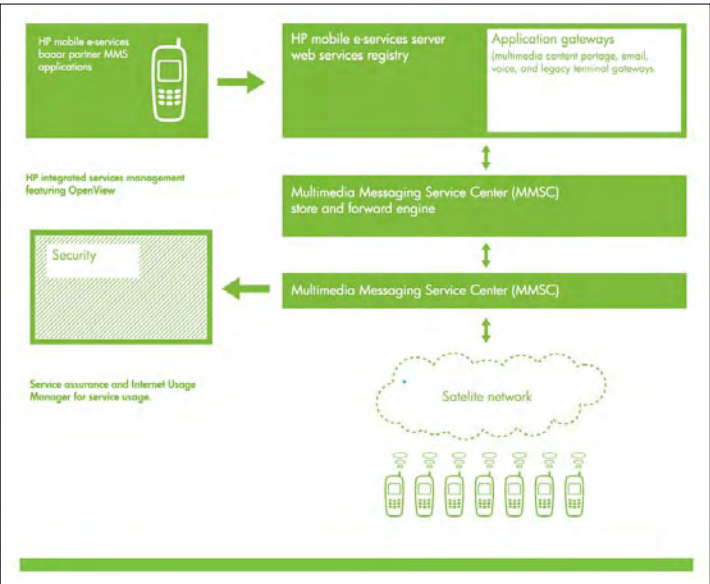 HP mobile e-services
baoar partner MMS
applications
HP mobile e-services server
web services registry
Application gateways
(multimedia content portage, email,
voice, and legacy terminal gateways.
HP integrated services management
featuring OpenView
Multimedia Messaging Service Center (MMSC)
store and forward engine
Security
Multimedia Messaging Service Center (MMSC)
Service assurance and Internet Usage
Manager for service usage.
Satelite network